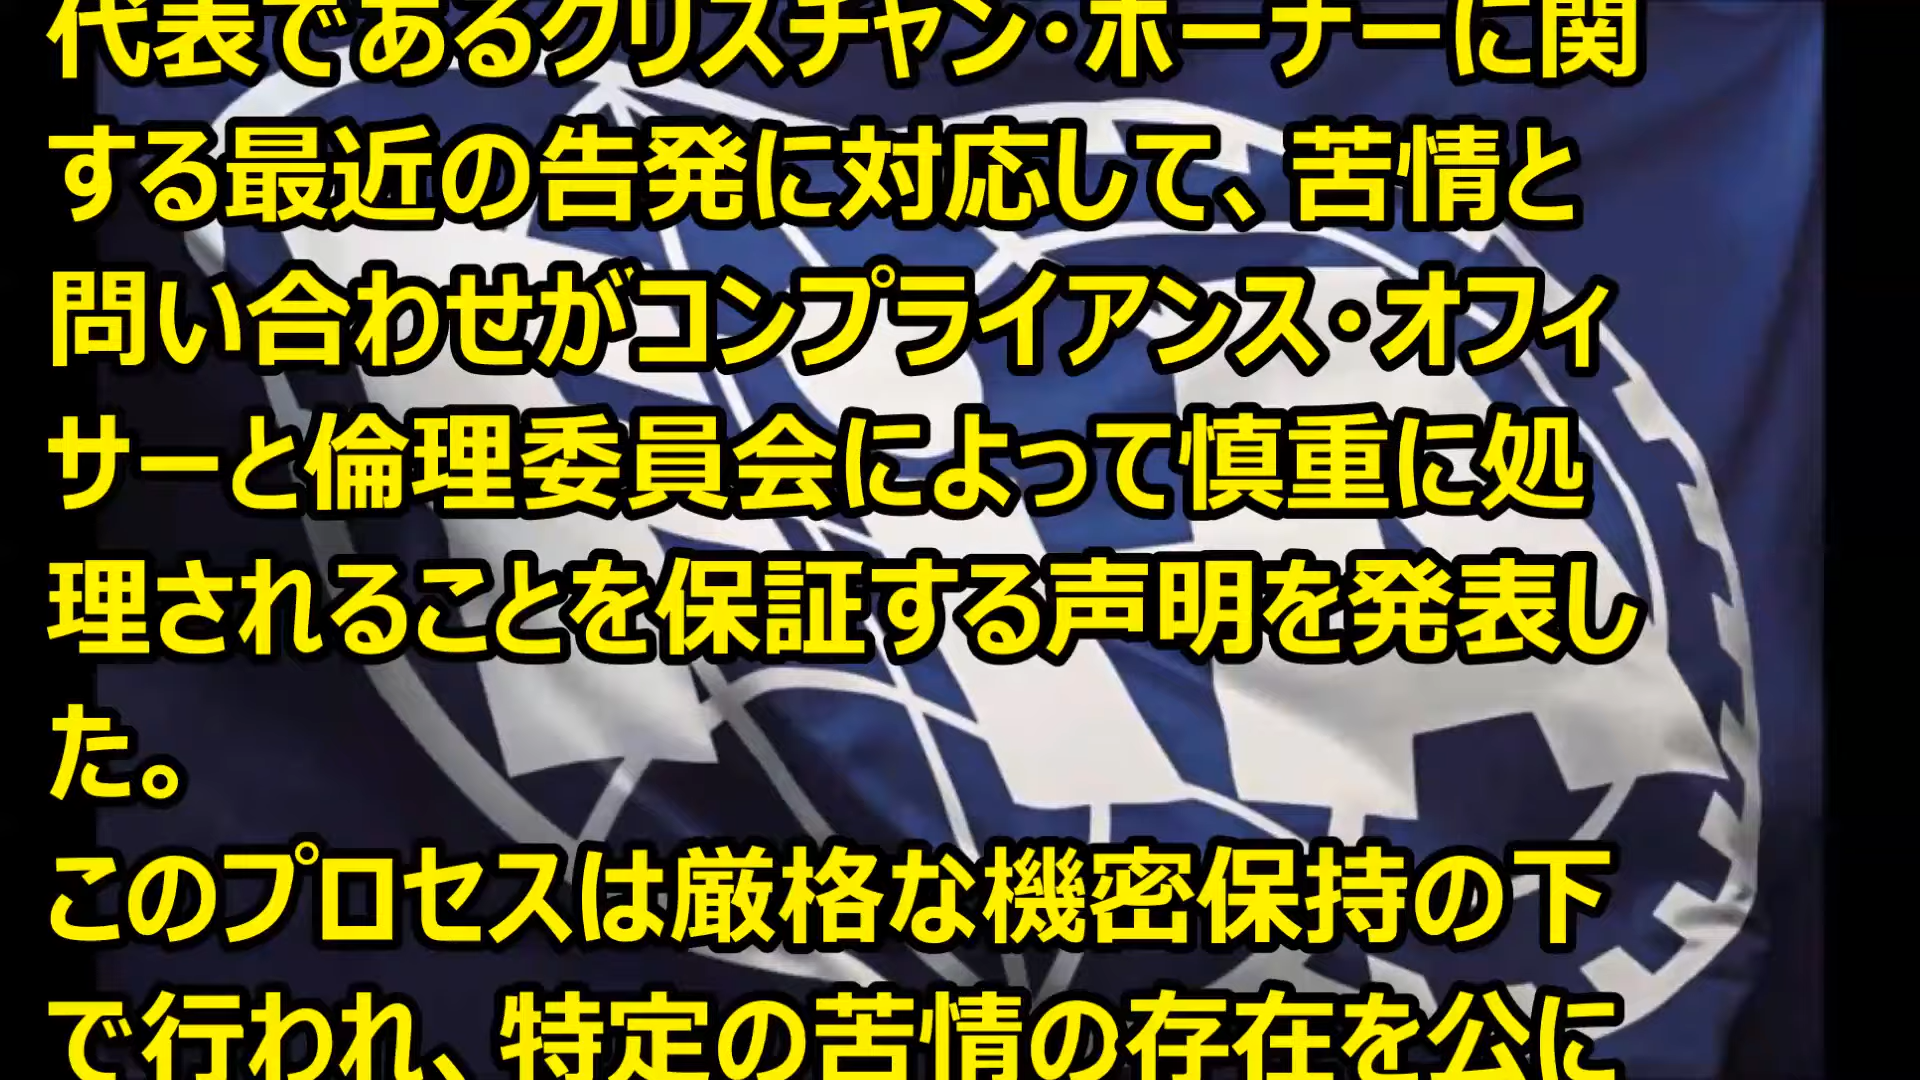 代表であるクリスチャン・ホーナーに関
する最近の告発に対応して、苦情と
問い合わせがコンプライアンス・オフィ
サーと倫理委員会によって慎重に処
理されることを保証する声明を発表し
た。
このプロセスは厳格な機密保持の下
で行われ、特定の苦情の存在を公に